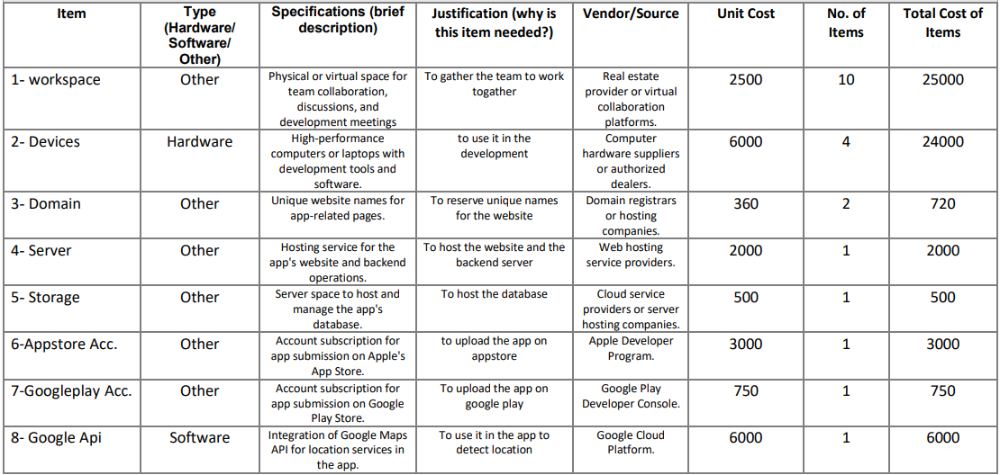 Item
Type
(Hardware/
Software/
Other)
Specifications (brief
description)
Justification (why is
this item needed?)
Vendor/Source
Unit Cost
No. of
Items
Total Cost of
Items
1- workspace
Other
Physical or virtual space for
team collaboration,
discussions, and
development meetings
To gather the team to work
togather
Real estate
provider or virtual
collaboration
platforms.
2500
10
25000
2- Devices
Hardware
High-performance
computers or laptops with
development tools and
software.
to use it in the
development
Computer
hardware suppliers
or authorized
dealers.
6000
4
24000
3- Domain
Other
Unique website names for
app-related pages.
To reserve unique names
for the website
Domain registrars
or hosting
companies.
360
2
720
4- Server
Other
Hosting service for the
app's website and backend
operations.
To host the website and the
backend server
Web hosting
service providers.
2000
1
2000
5- Storage
Other
Server space to host and
manage the app's
database.
To host the database
Cloud service
providers or server
hosting companies.
500
1
500
6-Appstore Acc.
Other
Account subscription for
app submission on Apple's
App Store.
to upload the app on
appstore
Apple Developer
Program.
3000
1
3000
7-Googleplay Acc.
Other
Account subscription for
app submission on Google
Play Store.
To upload the app on
google play
Google Play
Developer Console.
750
1
750
8- Google Api
Software
Integration of Google Maps
API for location services in
the app.
To use it in the app to
detect location
Google Cloud
Platform.
6000
1
6000